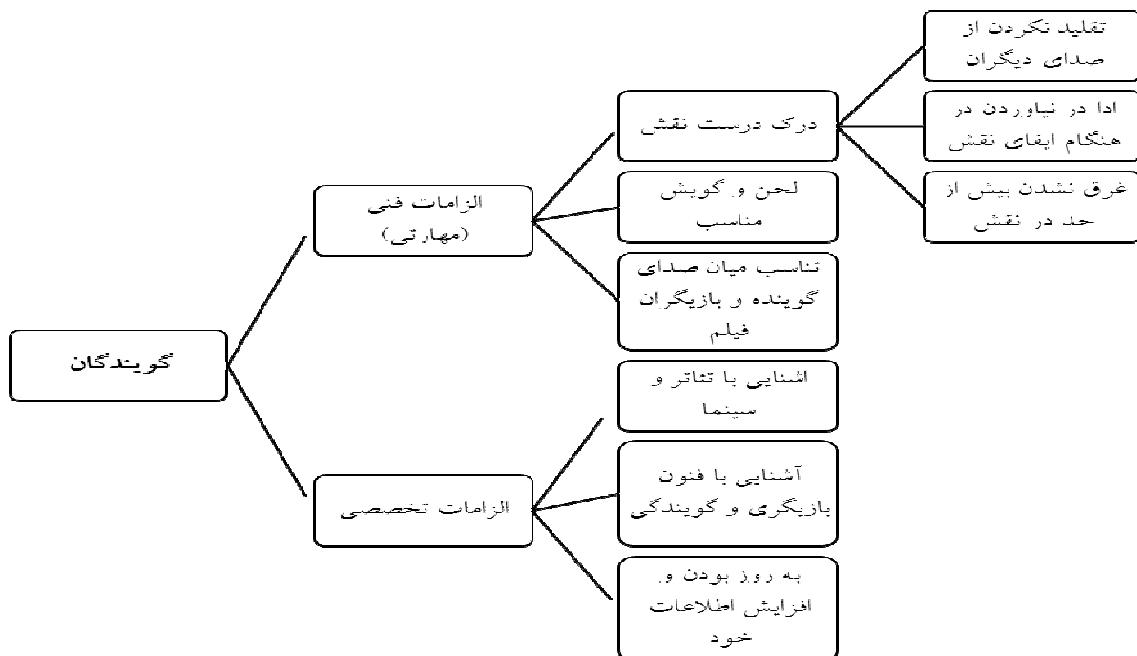 گویندگان
الزامات فنی
(مهارتی)
درک درست نقش
تقلید نکردن از
صدای دیگران
ادا در نیاوردن در
هنگام ایفای نقش
غرق نشدن بیش از
حد در نقش
لحن و گویش
مناسب
تناسب میان صدای
گوینده و بازیگران
فیلم
الزامات تخصصی
اشنایی با تئاتر و
سینما
آشنایی با فنون
بازیگری و گویندگی
به روز بودن و
افزایش اطلاعات
خود